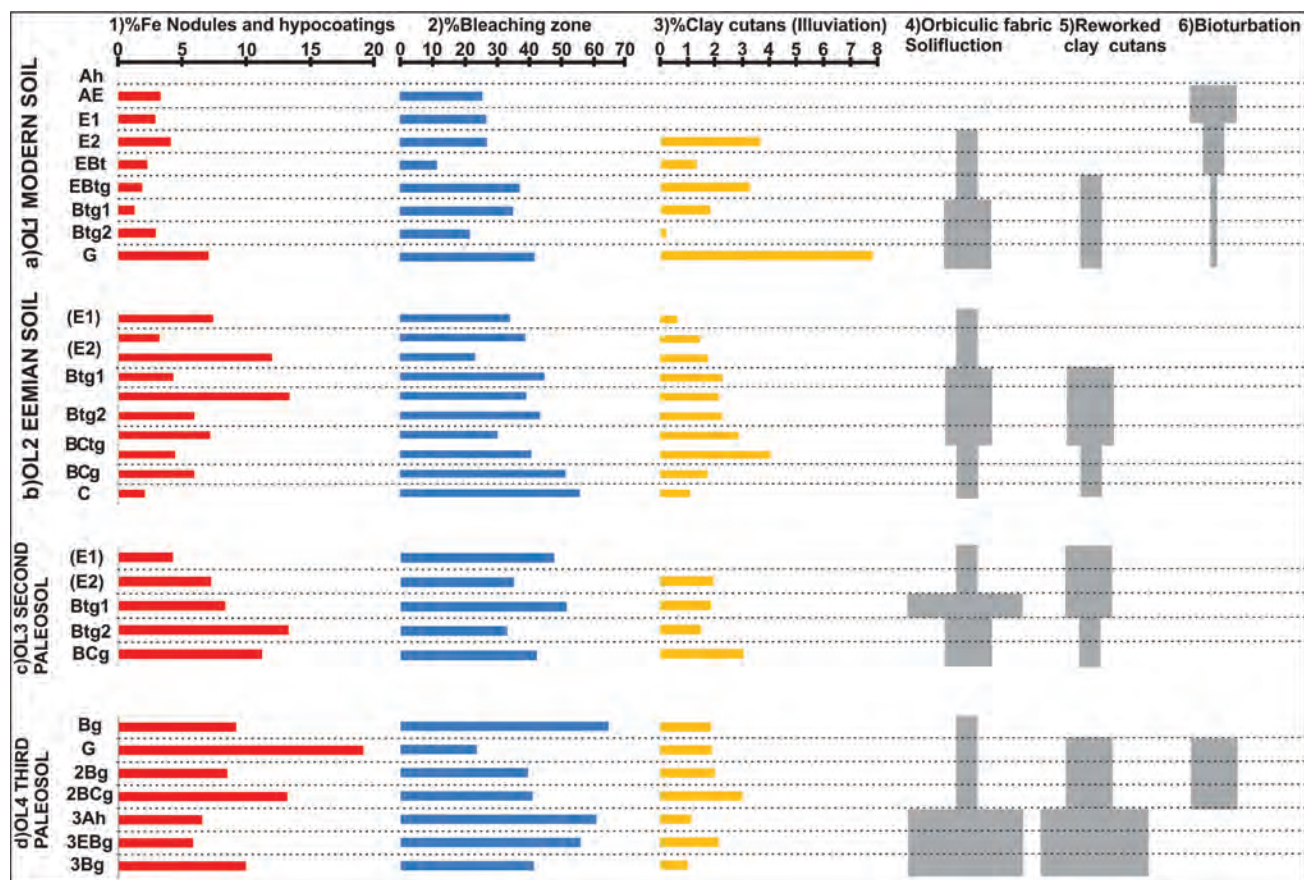 1)%Fe Nodules and hypocoatings
0 5 10 15 20
2)%Bleaching zone
0 10 20 30 40 50 60 70
3)%Clay cutans (Illuviation)
0 1 2 3 4 5 6 7 8
4)Orbiculic fabric
Solifluction
5)Reworked
clay cutans
6)Bioturbation
a)OL1 MODERN SOIL
Ah
AE
E1
E2
EBt
EBtg
Btg1
Btg2
G
b)OL2 EEMIAN SOIL
(E1)
(E2)
Btg1
Btg2
BCtg
BCg
C
c)OL3 SECOND
PALEOSOL
(E1)
(E2)
Btg1
Btg2
BCg
d)OL4 THIRD
PALEOSOL
Bg
G
2Bg
2BCg
3Ah
3EBg
3Bg